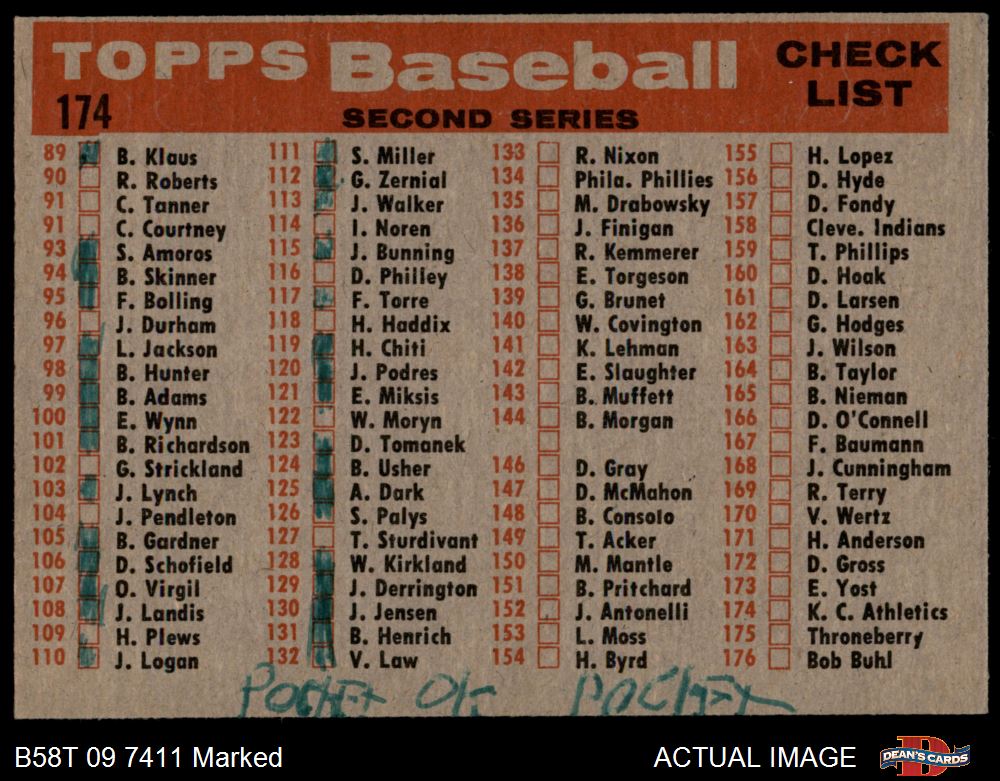 TOPPS Baseball CHECK LIST
174
SECOND SERIES
89 B. Klaus 111 S. Miller 133 R. Nixon 155 H. Lopez
90 R. Roberts 112 G. Zernial 134 Phila. Phillies 156 D. Hyde
91 C. Tanner 113 J. Walker 135 M. Drabowsky 157 D. Fondy
91 C. Courtney 114 I. Noren 136 J. Finigan 158 Cleve. Indians
93 S. Amoros 115 J. Bunning 137 R. Kemmerer 159 T. Phillips
94 B. Skinner 116 D. Philley 138 E. Torgeson 160 D. Hoak
95 F. Bolling 117 F. Torre 139 G. Brunet 161 D. Larsen
96 J. Durham 118 H. Haddix 140 W. Covington 162 G. Hodges
97 L. Jackson 119 H. Chiti 141 K. Lehman 163 J. Wilson
98 B. Hunter 120 J. Podres 142 E. Slaughter 164 B. Taylor
99 B. Adams 121 E. Miksis 143 B. Muffett 165 B. Nieman
100 E. Wynn 122 W. Moryn 144 B. Morgan 166 D. O'Connell
101 B. Richardson 123 D. Tomanek 167 F. Baumann
102 G. Strickland 124 B. Usher 146 D. Gray 168 J. Cunningham
103 J. Lynch 125 A. Dark 147 D. McMahon 169 R. Terry
104 J. Pendleton 126 S. Palys 148 B. Consolo 170 V. Wertz
105 B. Gardner 127 T. Sturdivant 149 T. Acker 171 H. Anderson
106 D. Schofield 128 W. Kirkland 150 M. Mantle 172 D. Gross
107 O. Virgil 129 J. Derrington 151 B. Pritchard 173 E. Yost
108 J. Landis 130 J. Jensen 152 J. Antonelli 174 K. C. Athletics
109 H. Plews 131 B. Henrich 153 L. Moss 175 Throneberry
110 J. Logan 132 V. Law 154 H. Byrd 176 Bob Buhl
POCKET POCKET
B58T 09 7411 Marked ACTUAL IMAGE DEAN'S CARDS